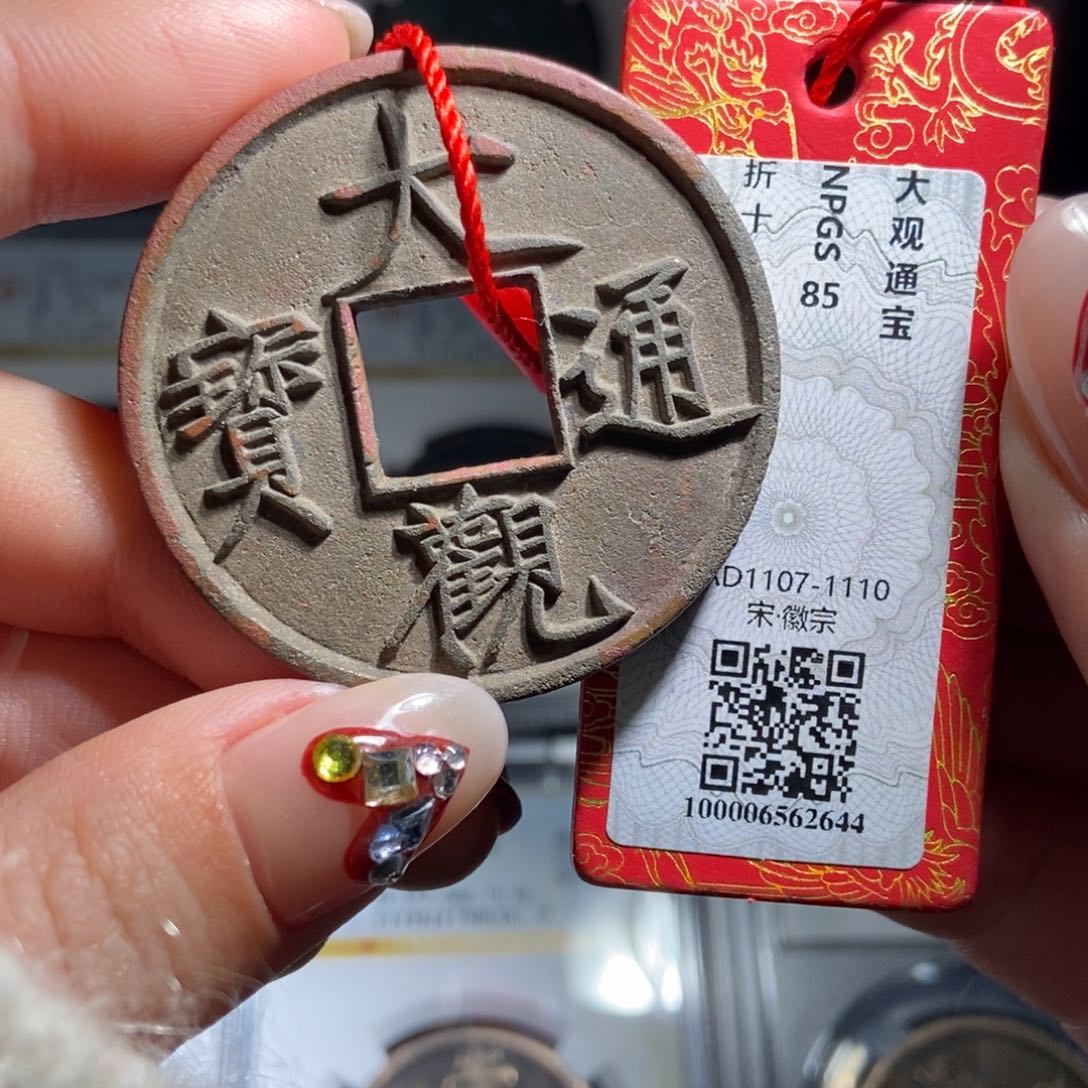 大觀通寶
大观通宝
NPGS 85
折十
AD1107-1110
宋·徽宗
100006562644